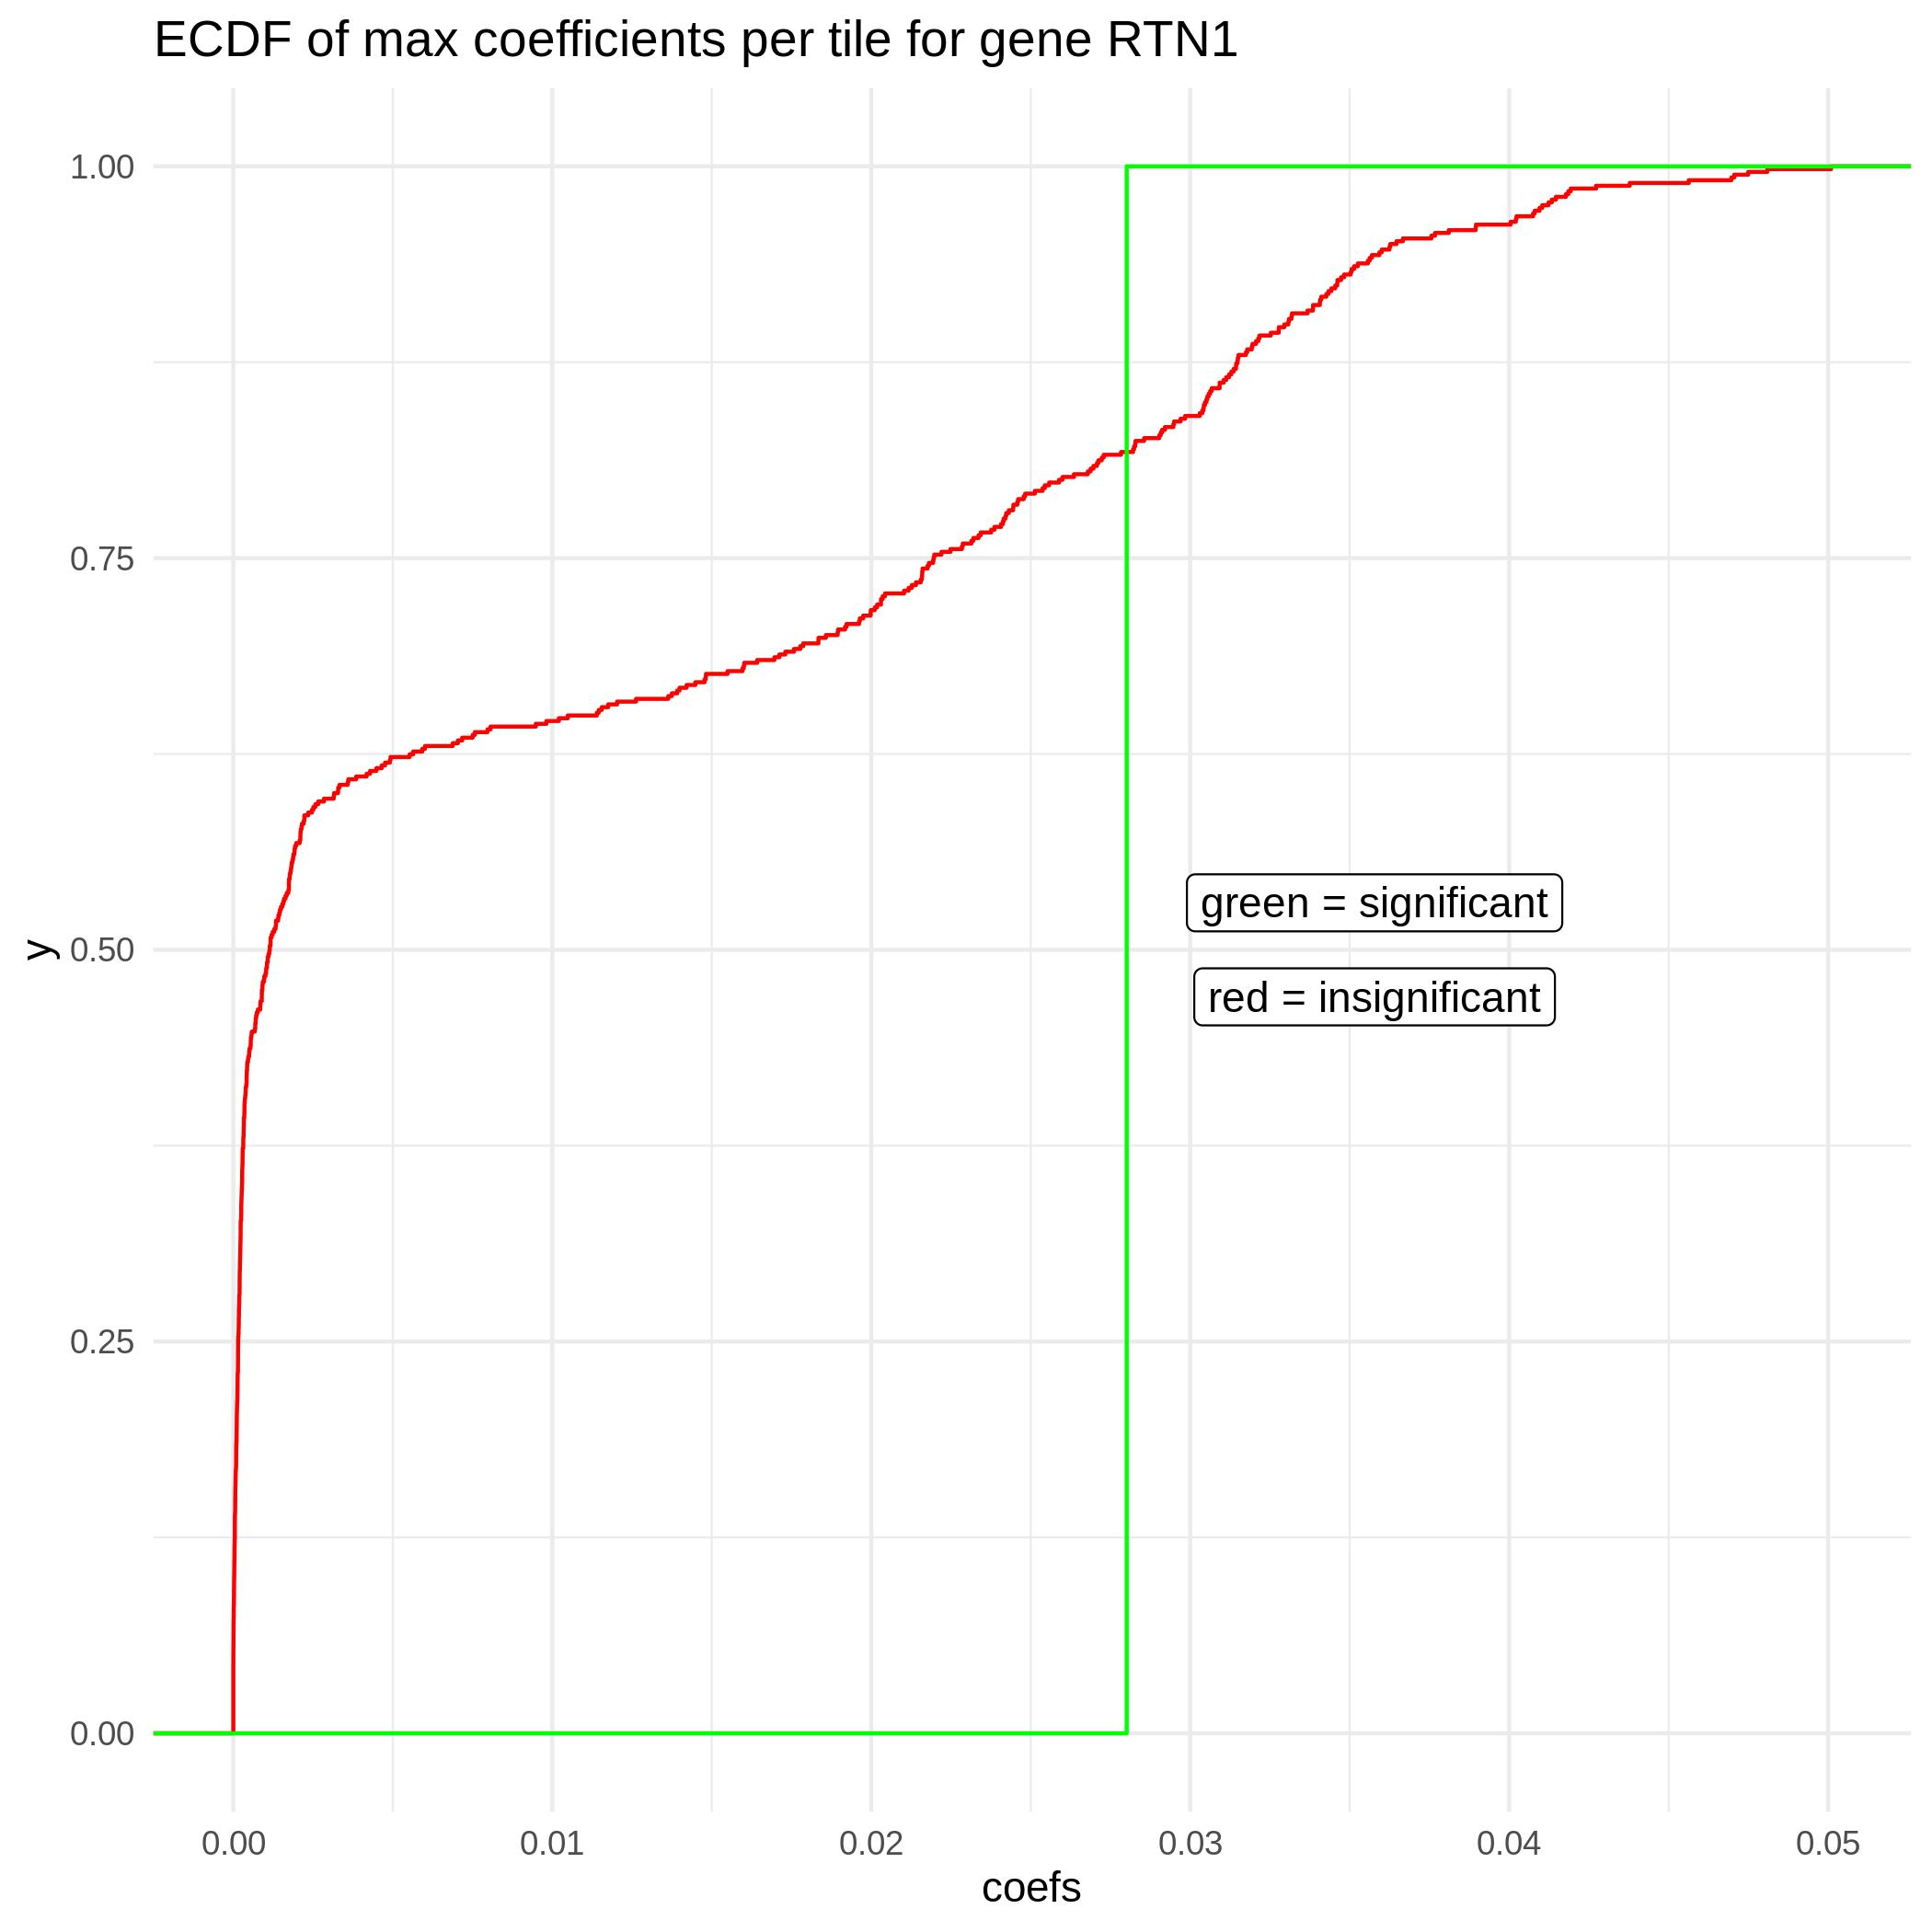 ECDF of max coefficients per tile for gene RTN1
1.00
0.75
0.50
0.25
0.00
y
green = significant
red = insignificant
0.00 0.01 0.02 0.03 0.04 0.05
coefs